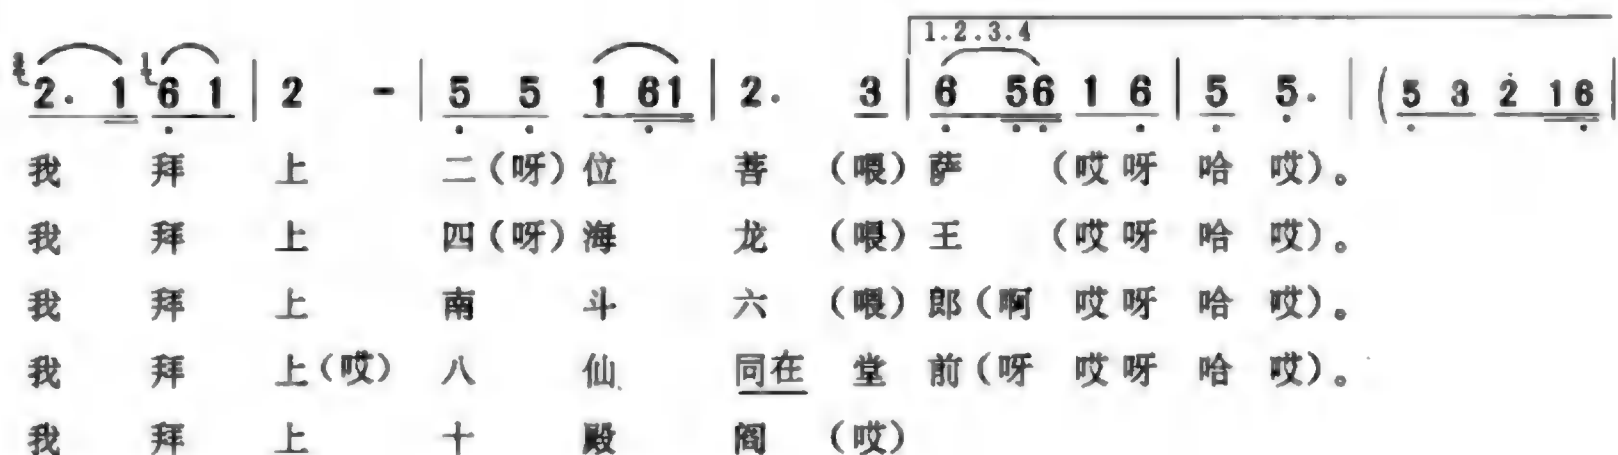 1.2.3.4
2. 1 6 1 | 2 - | 5 5 1 61 | 2. 3 | 6 56 1 6 | 5 5. | (5 3 2 16 |
我 拜 上 二(呀)位 菩 (喂)萨 (哎呀 哈 哎)。
我 拜 上 四(呀)海 龙 (喂)王 (哎呀 哈 哎)。
我 拜 上 南 斗 六 (喂)郎(啊 哎呀 哈 哎)。
我 拜 上(哎) 八 仙 同在 堂 前(呀 哎呀 哈 哎)。
我 拜 上 十 殿 阎 (哎)